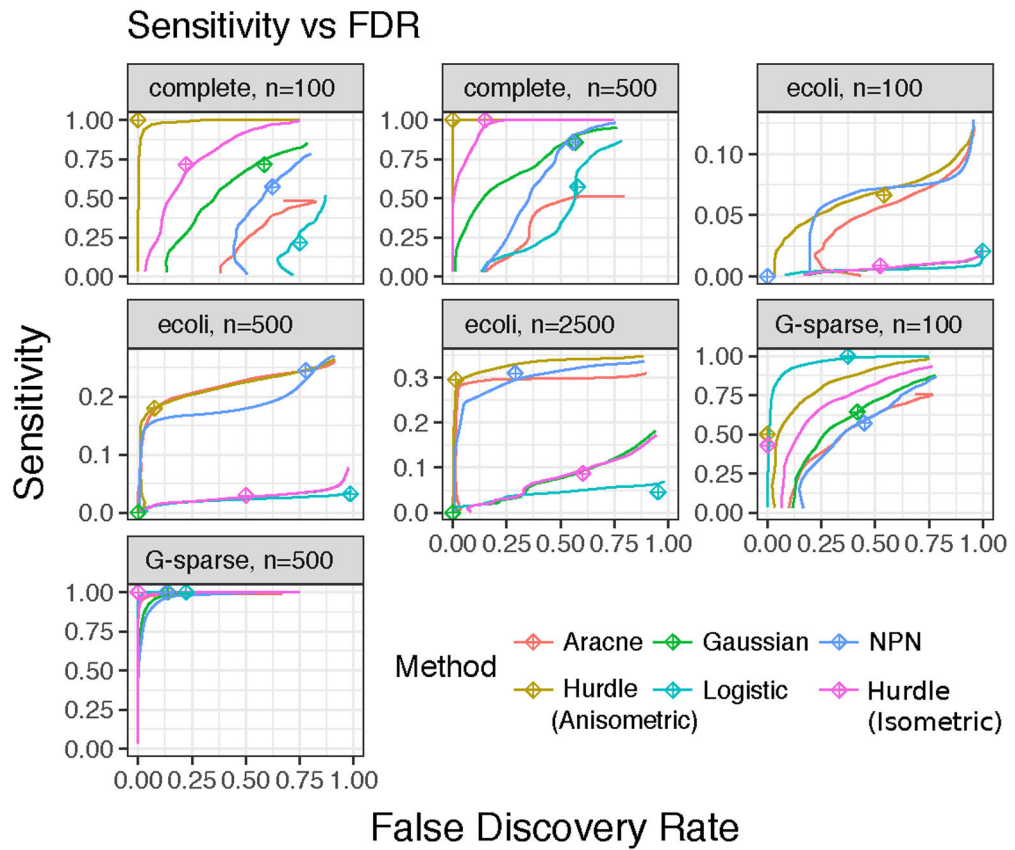 Sensitivity vs FDR
complete, n=100
complete, n=500
ecoli, n=100
1.00
0.75
0.50
0.25
0.00
1.00
0.75
0.50
0.25
0.00
0.10
0.05
0.00
ecoli, n=500
ecoli, n=2500
G-sparse, n=100
0.2
0.1
0.0
0.3
0.2
0.1
0.0
1.00
0.75
0.50
0.25
0.00
0.00 0.25 0.50 0.75 1.00
0.00 0.25 0.50 0.75 1.00
G-sparse, n=500
1.00
0.75
0.50
0.25
0.00
0.00 0.25 0.50 0.75 1.00
Sensitivity
False Discovery Rate
Method
Aracne
Gaussian
NPN
Hurdle
(Anisometric)
Logistic
Hurdle
(Isometric)